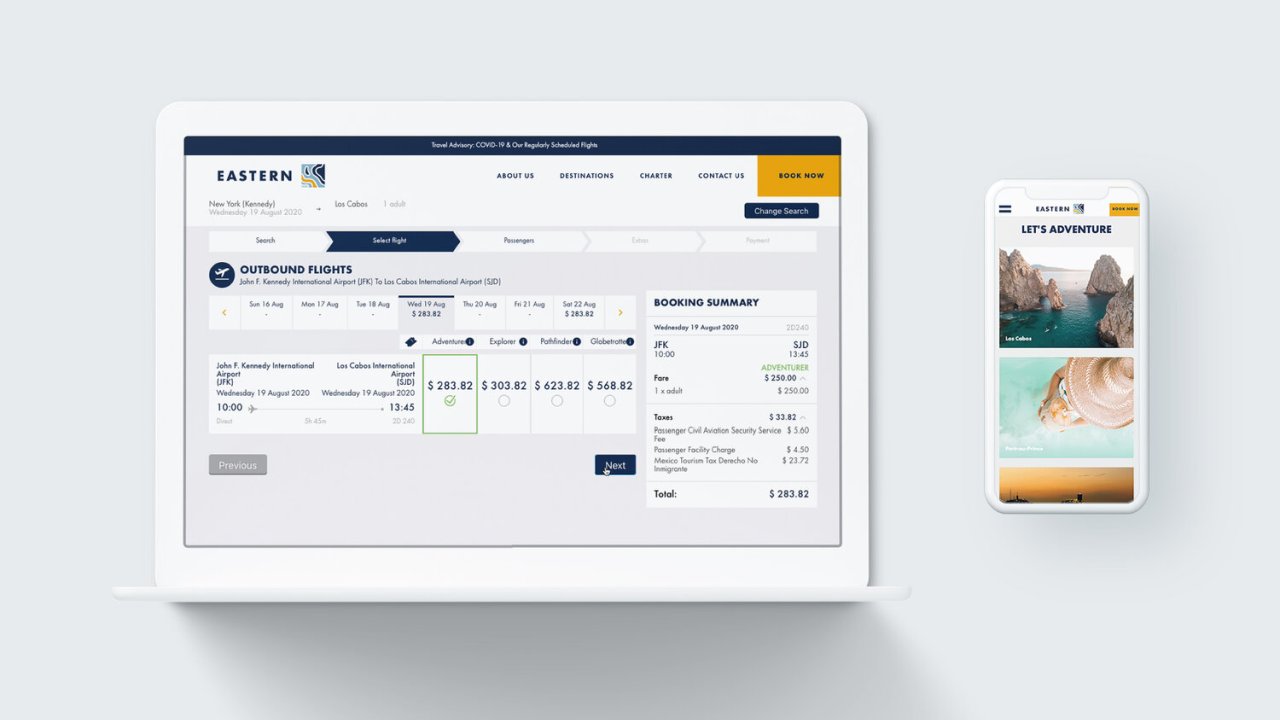 Travel Advisory: COVID-19 & Our Regularly Scheduled Flights
EASTERN
ABOUT US DESTINATIONS CHARTER CONTACT US BOOK NOW
New York (Kennedy) → Los Cabos 1 adult
Wednesday 19 August 2020
Change Search
Search Select flight Passengers Extras Payment
OUTBOUND FLIGHTS
John F. Kennedy International Airport (JFK) To Los Cabos International Airport (SJD)
Sun 16 Aug Mon 17 Aug Tue 18 Aug Wed 19 Aug Thu 20 Aug Fri 21 Aug Sat 22 Aug
- - - $ 283.82 - - $ 283.82
Adventurer Explorer Pathfinder Globetrotter
John F. Kennedy International Los Cabos International
Airport Airport
(JFK) (SJD)
Wednesday 19 August 2020 Wednesday 19 August 2020
10:00 13:45
Direct 5h 45m 2D 240
$ 283.82 $ 303.82 $ 623.82 $ 568.82
Previous Next
BOOKING SUMMARY
Wednesday 19 August 2020 2D240
JFK SJD
10:00 13:45
ADVENTURER
Fare $ 250.00
1 x adult $ 250.00
Taxes $ 33.82
Passenger Civil Aviation Security Service $ 5.60
Fee
Passenger Facility Charge $ 4.50
Mexico Tourism Tax Derecho No $ 23.72
Inmigrante
Total: $ 283.82
EASTERN BOOK NOW
LET'S ADVENTURE
Los Cabos